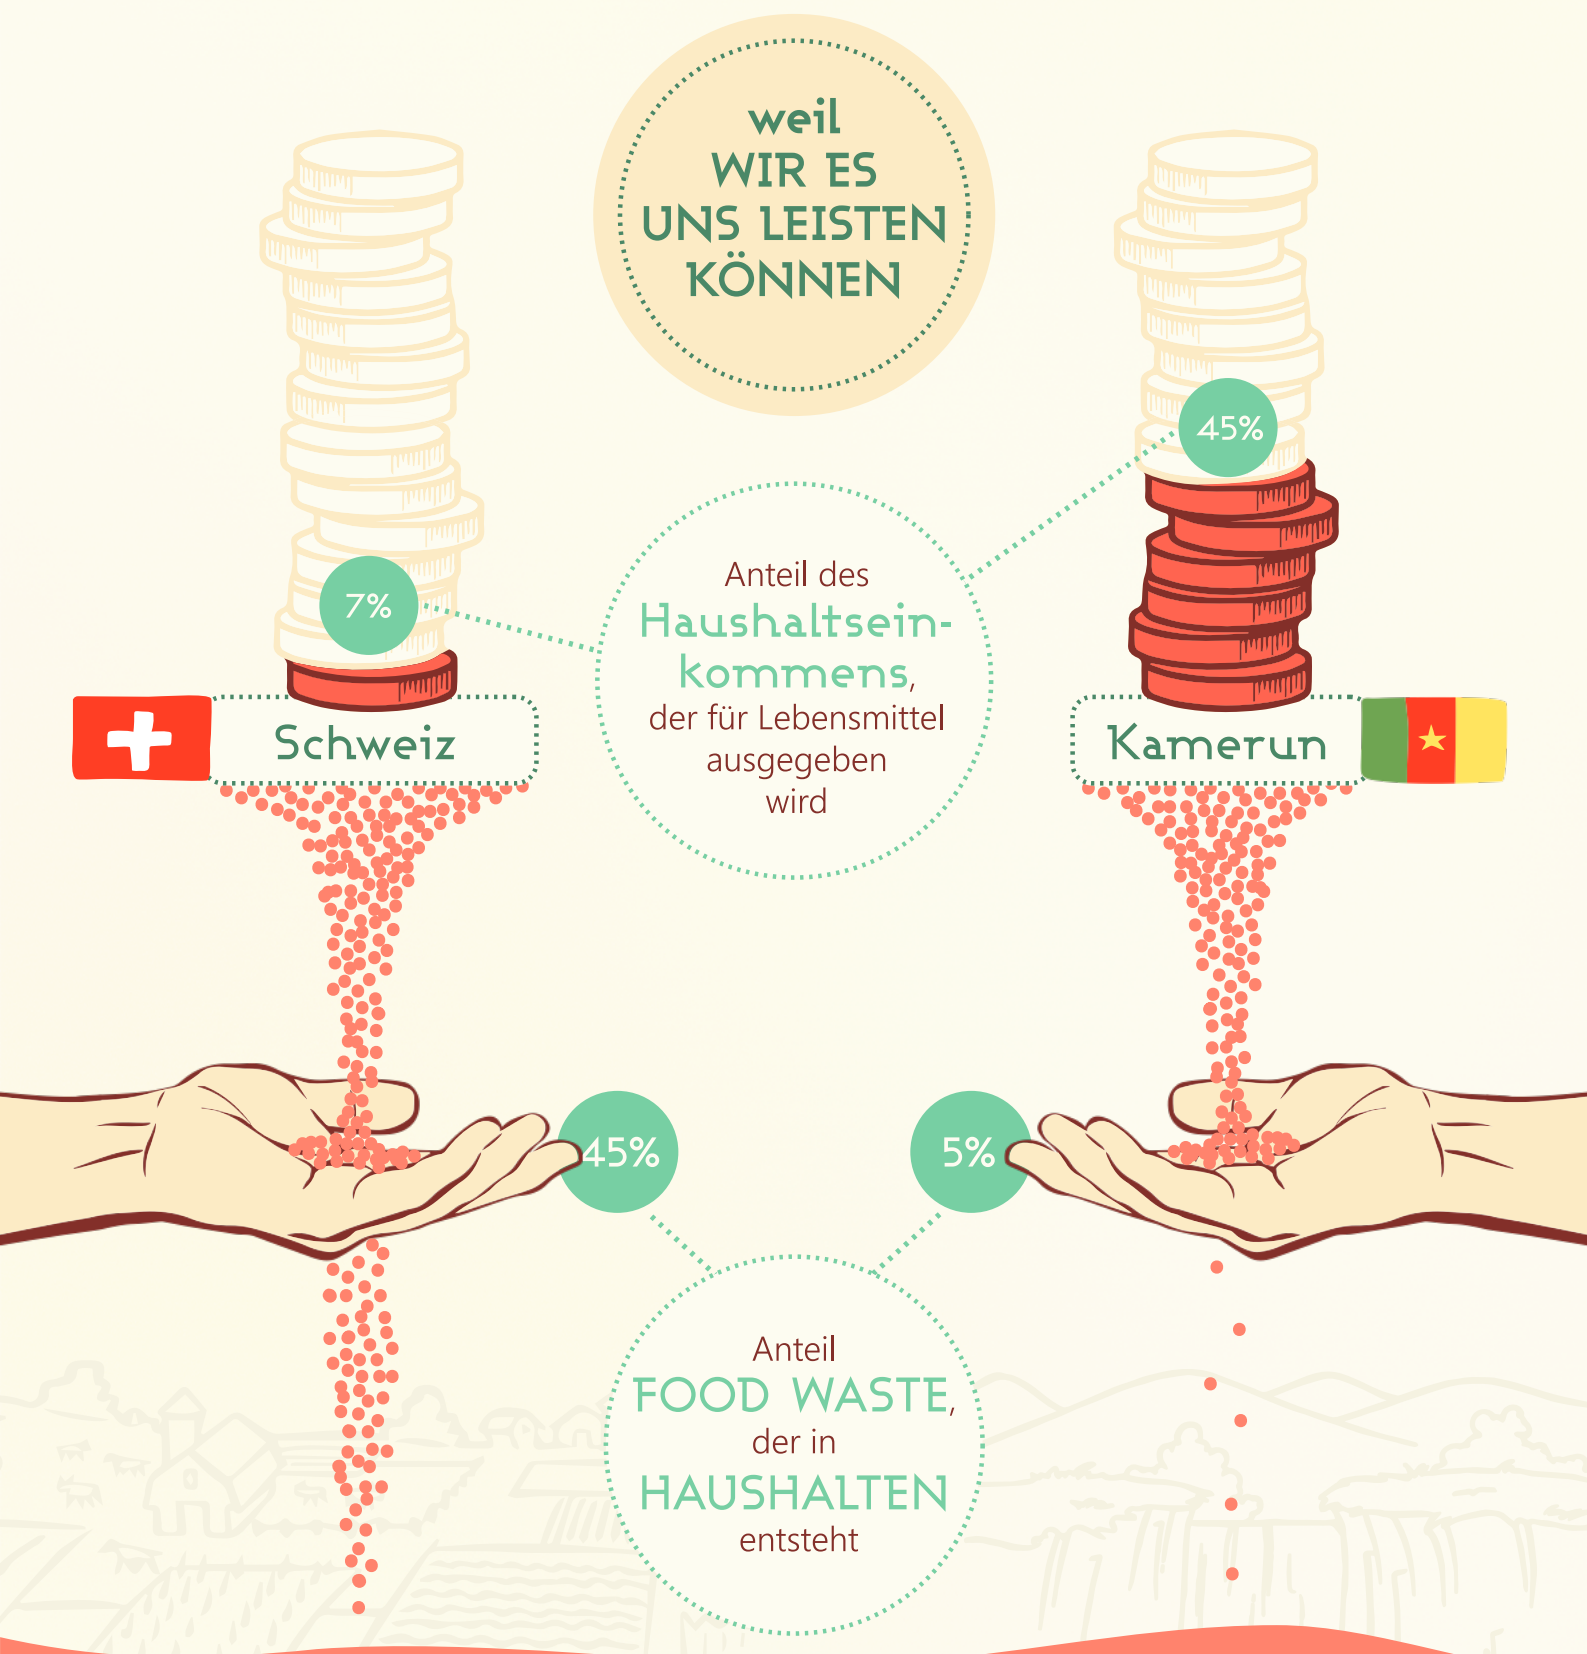 weil
WIR ES
UNS LEISTEN
KÖNNEN
45%
7%
Anteil des
Haushaltsein-
kommens,
der für Lebensmittel
ausgegeben
wird
Schweiz
Kamerun
45%
5%
Anteil
FOOD WASTE,
der in
HAUSHALTEN
entsteht